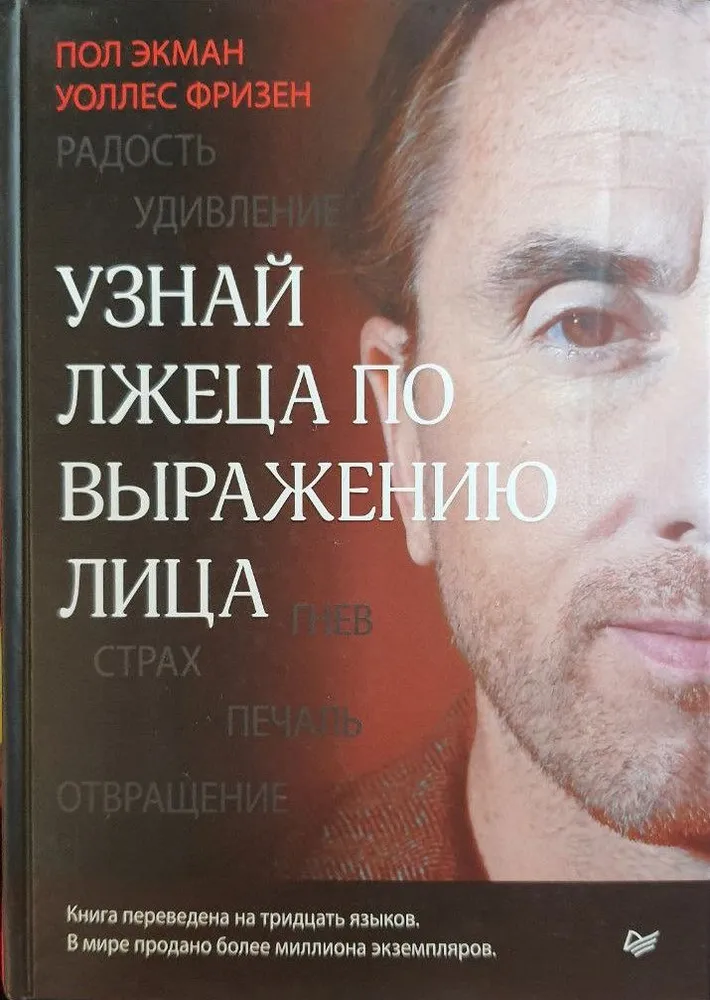 ПОЛ ЭКМАН
УОЛЛЕС ФРИЗЕН
РАДОСТЬ
УДИВЛЕНИЕ
УЗНАЙ
ЛЖЕЦА ПО
ВЫРАЖЕНИЮ
ЛИЦА
ГНЕВ
СТРАХ
ПЕЧАЛЬ
ОТВРАЩЕНИЕ
Книга переведена на тридцать языков.
В мире продано более миллиона экземпляров.